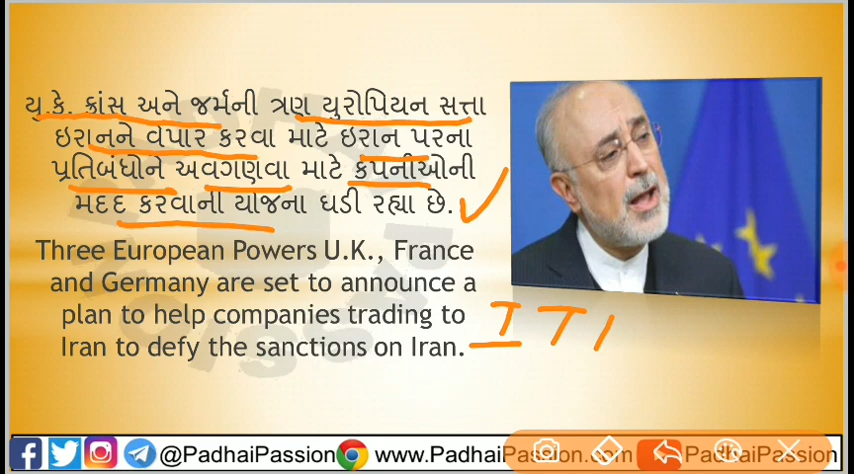 યુ.કે. ફ્રાંસ અને જર્મની ત્રણ યુરોપિયન સત્તા
ઇરાનને વેપાર કરવા માટે ઇરાન પરના
પ્રતિબંધોને અવગણવા માટે કંપનીઓની
મદદ કરવાની યોજના ઘડી રહ્યા છે.
Three European Powers U.K., France
and Germany are set to announce a
plan to help companies trading to
Iran to defy the sanctions on Iran.
@PadhaiPassion www.PadhaiPassion.com /PadhaiPassion